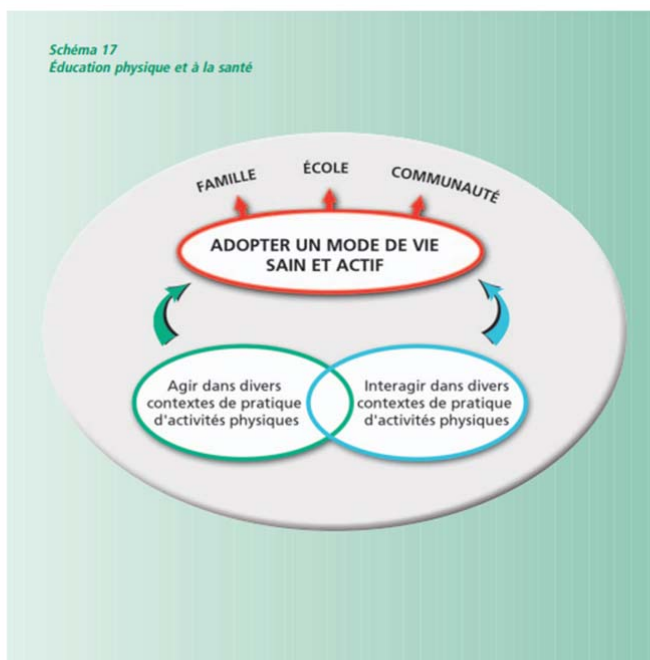 Schéma 17
Éducation physique et à la santé
FAMILLE
ÉCOLE
COMMUNAUTÉ
ADOPTER UN MODE DE VIE
SAIN ET ACTIF
Agir dans divers
contextes de pratique
d'activités physiques
Interagir dans divers
contextes de pratique
d'activités physiques